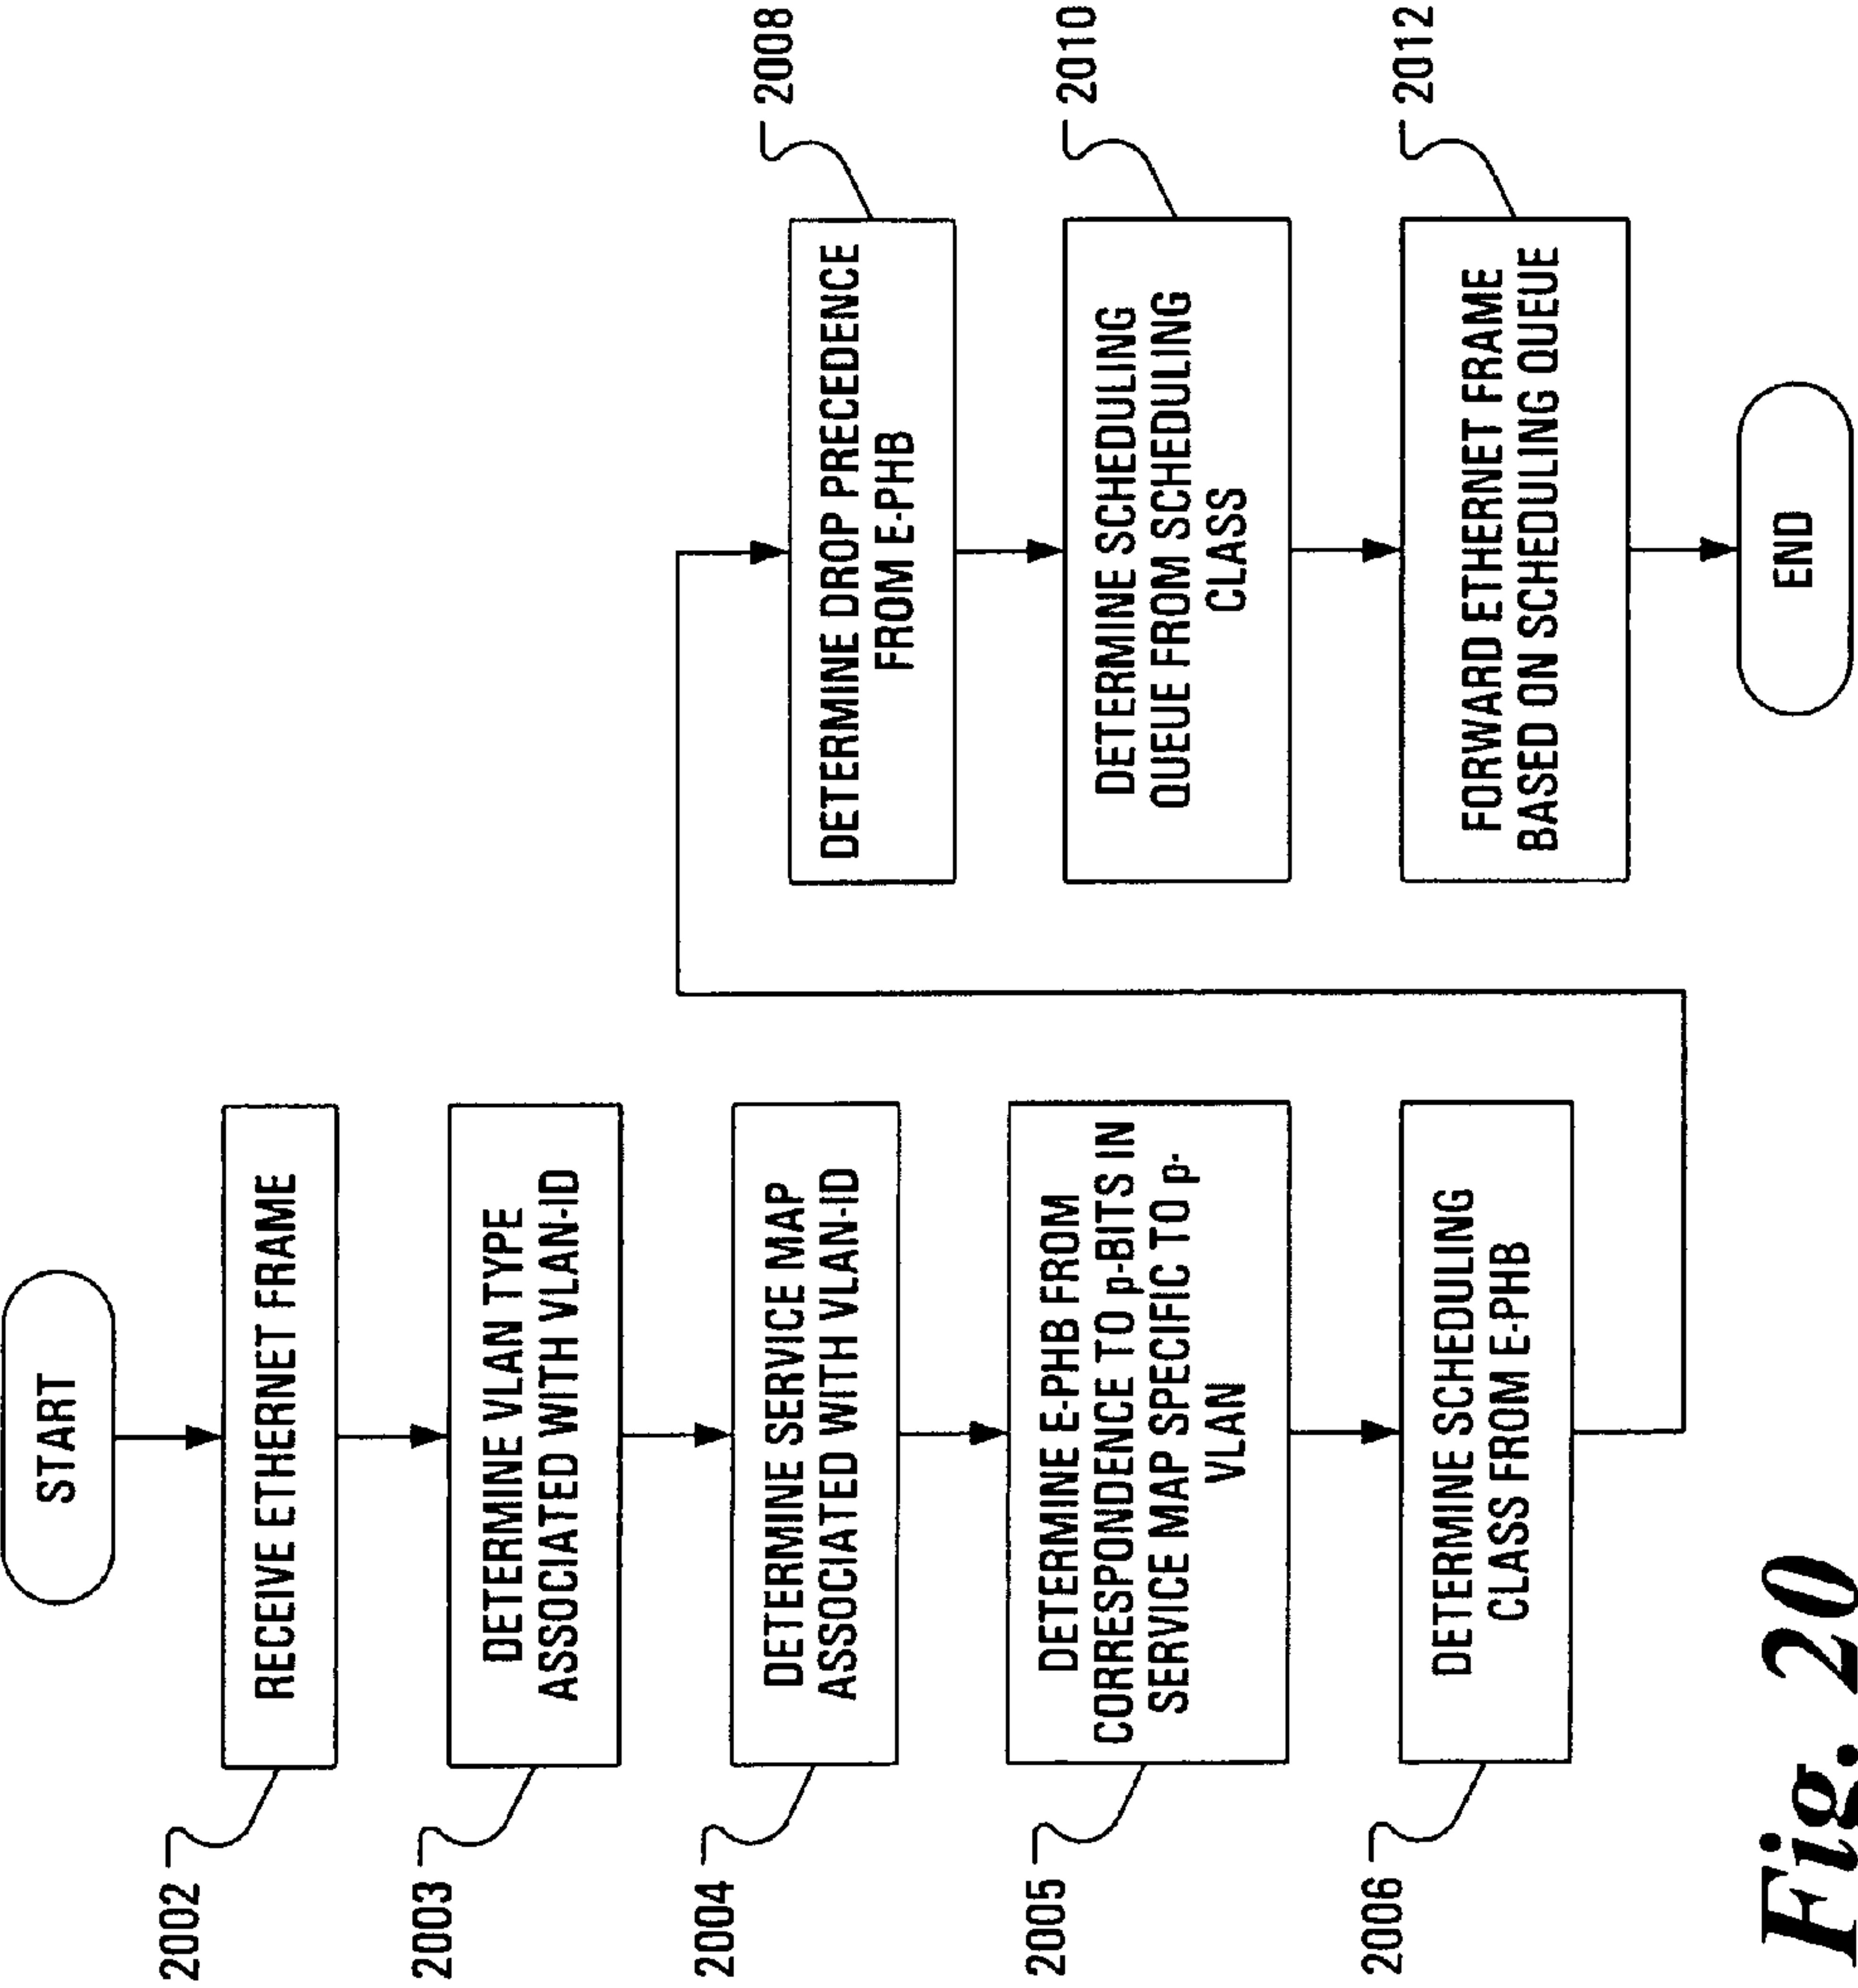 START
2002
RECEIVE ETHERNET FRAME
2003
DETERMINE VLAN TYPE
ASSOCIATED WITH VLAN-ID
2004
DETERMINE SERVICE MAP
ASSOCIATED WITH VLAN-ID
2005
DETERMINE E-PHB FROM
CORRESPONDENCE TO p-BITS IN
SERVICE MAP SPECIFIC TO p-
VLAN
2006
DETERMINE SCHEDULING
CLASS FROM E-PHB
2008
DETERMINE DROP PRECEDENCE
FROM E-PHB
2010
DETERMINE SCHEDULING
QUEUE FROM SCHEDULING
CLASS
2012
FORWARD ETHERNET FRAME
BASED ON SCHEDULING QUEUE
END
Fig. 20